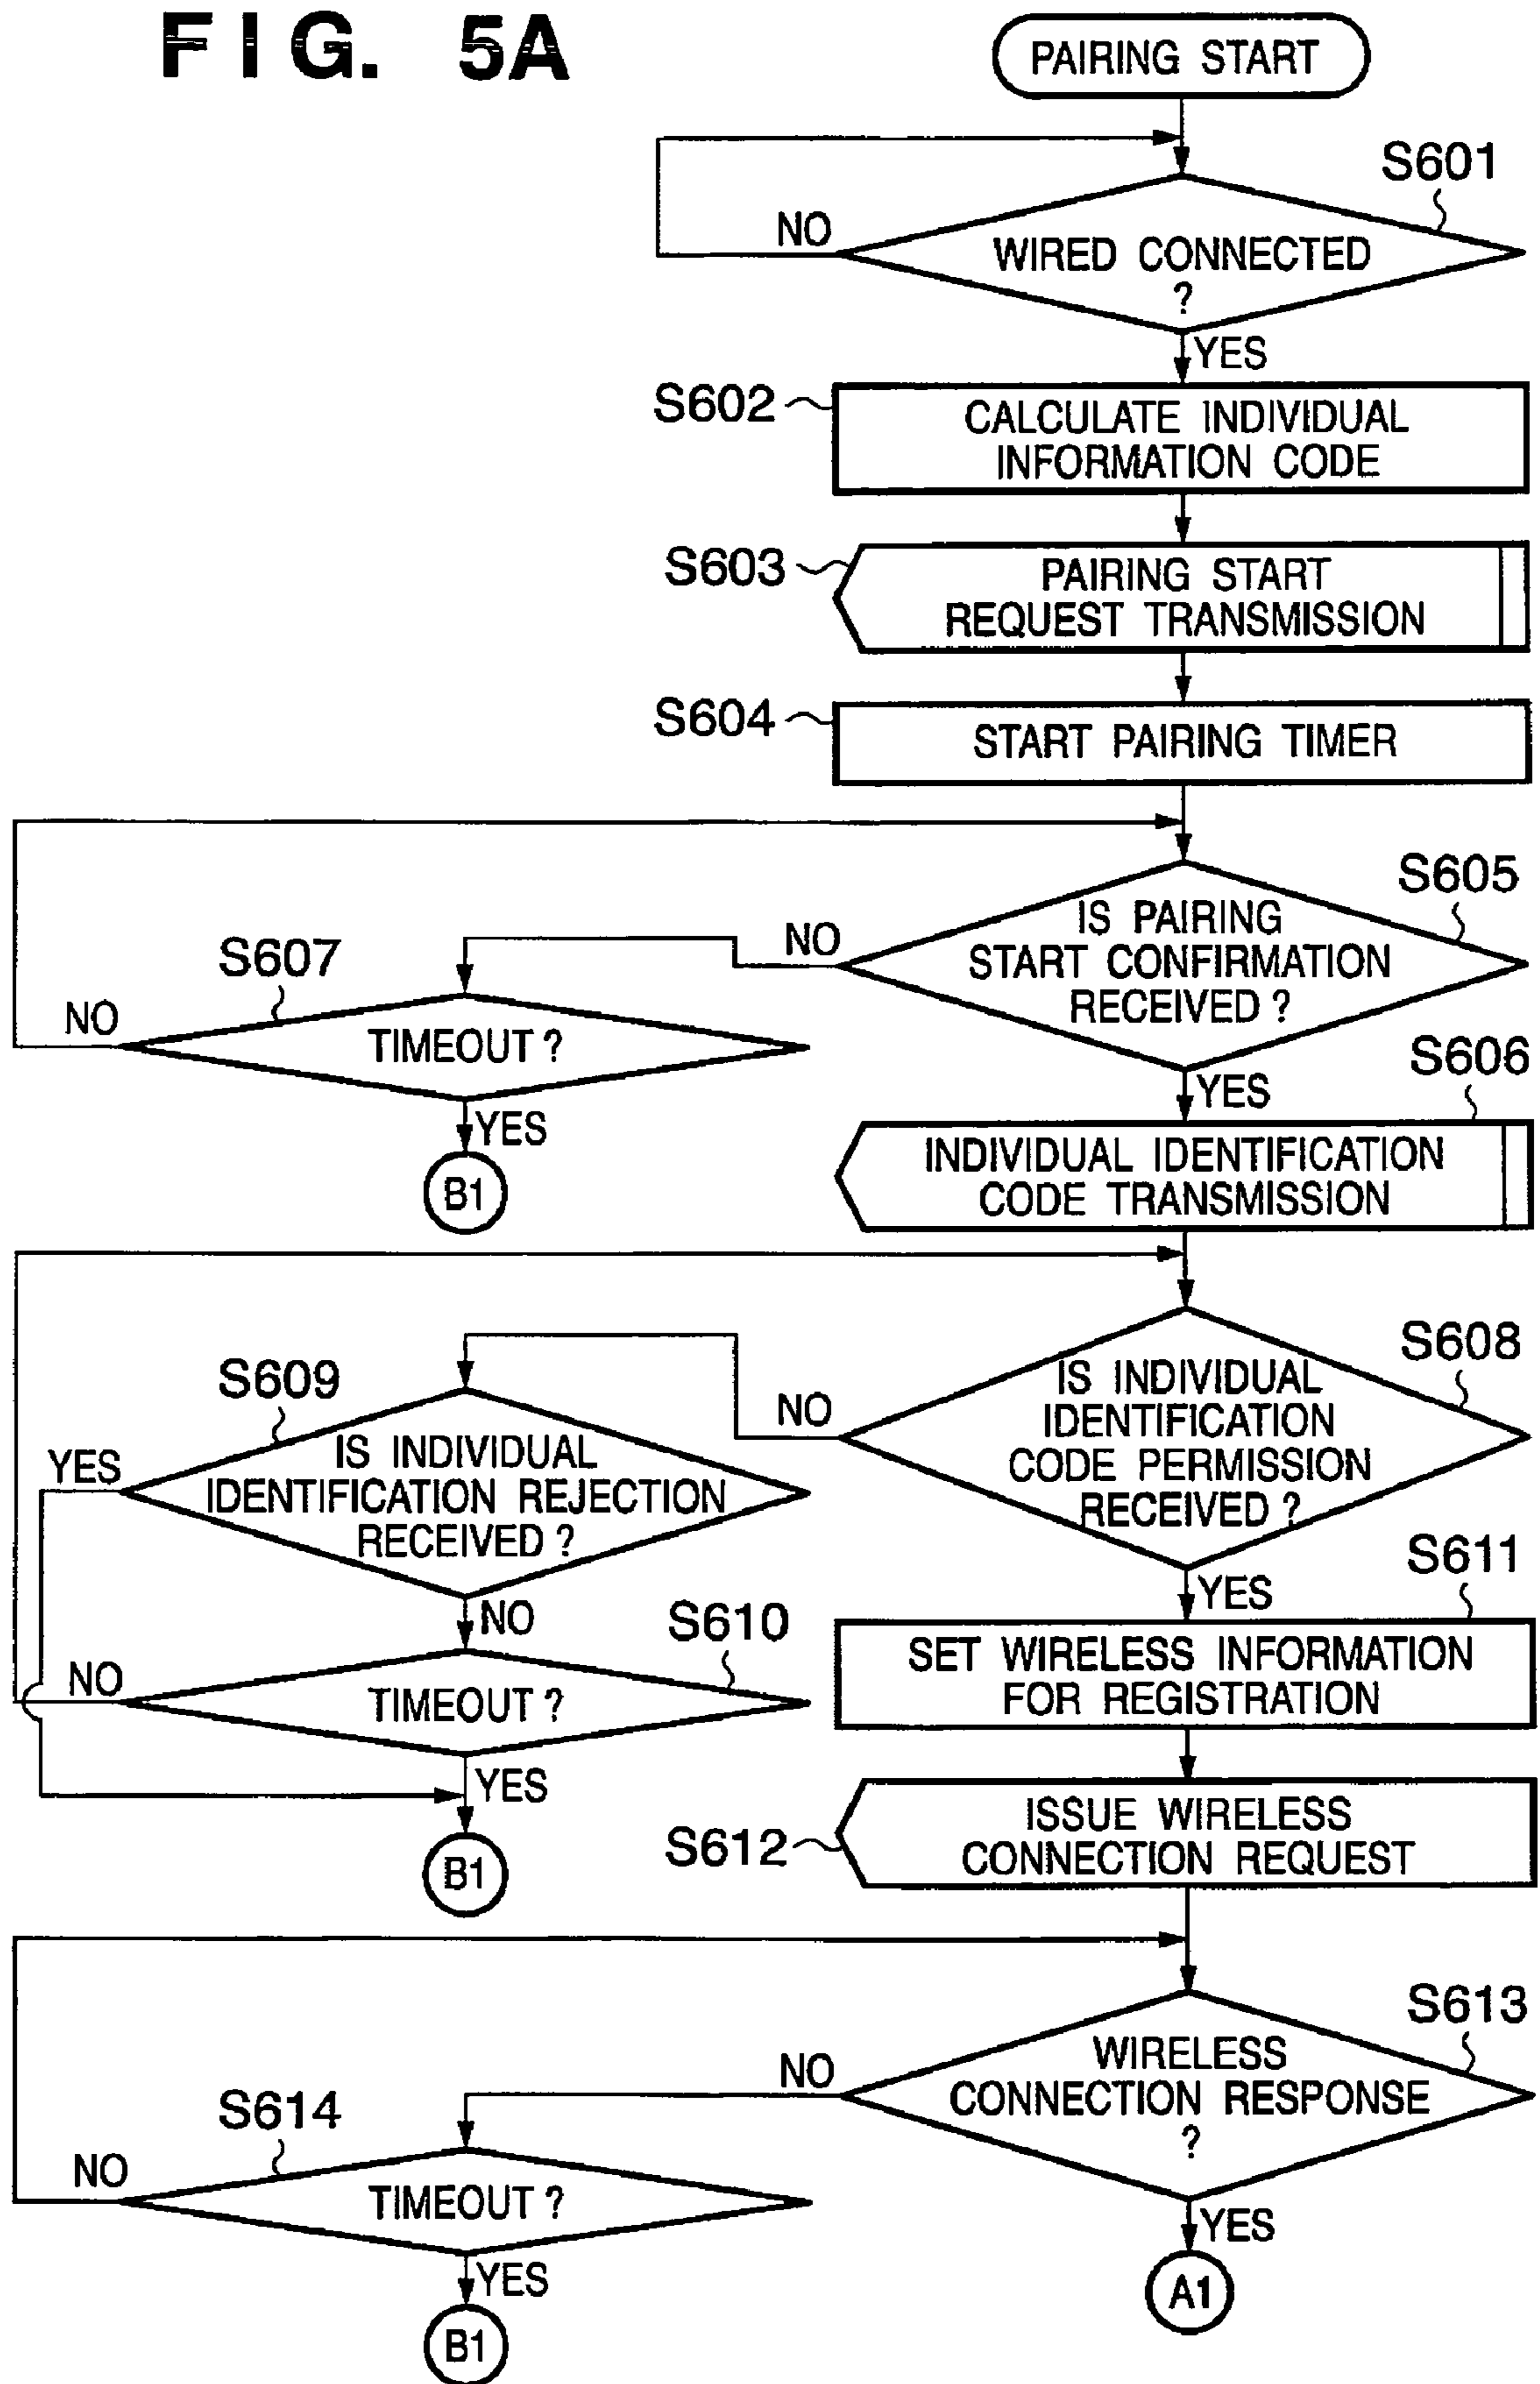 FIG. 5A
PAIRING START
S601
NO
WIRED CONNECTED
?
YES
S602
CALCULATE INDIVIDUAL
INFORMATION CODE
S603
PAIRING START
REQUEST TRANSMISSION
S604
START PAIRING TIMER
S605
IS PAIRING
START CONFIRMATION
RECEIVED ?
NO
S607
NO
TIMEOUT ?
YES
B1
YES
S606
INDIVIDUAL IDENTIFICATION
CODE TRANSMISSION
S608
IS INDIVIDUAL
IDENTIFICATION
CODE PERMISSION
RECEIVED ?
NO
S609
YES
IS INDIVIDUAL
IDENTIFICATION REJECTION
RECEIVED ?
NO
S610
NO
TIMEOUT ?
YES
B1
YES
S611
SET WIRELESS INFORMATION
FOR REGISTRATION
S612
ISSUE WIRELESS
CONNECTION REQUEST
S613
WIRELESS
CONNECTION RESPONSE
?
NO
S614
NO
TIMEOUT ?
YES
B1
YES
A1